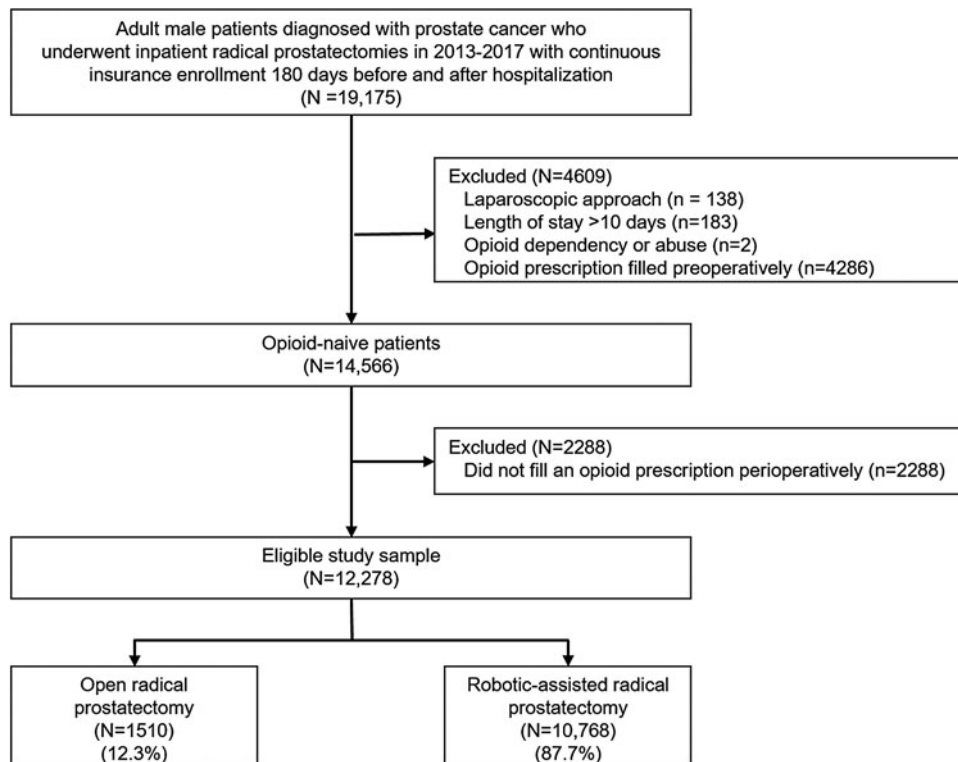 Adult male patients diagnosed with prostate cancer who
underwent inpatient radical prostatectomies in 2013-2017 with continuous
insurance enrollment 180 days before and after hospitalization
(N =19,175)
Excluded (N=4609)
Laparoscopic approach (n = 138)
Length of stay >10 days (n=183)
Opioid dependency or abuse (n=2)
Opioid prescription filled preoperatively (n=4286)
Opioid-naive patients
(N=14,566)
Excluded (N=2288)
Did not fill an opioid prescription perioperatively (n=2288)
Eligible study sample
(N=12,278)
Open radical
prostatectomy
(N=1510)
(12.3%)
Robotic-assisted radical
prostatectomy
(N=10,768)
(87.7%)